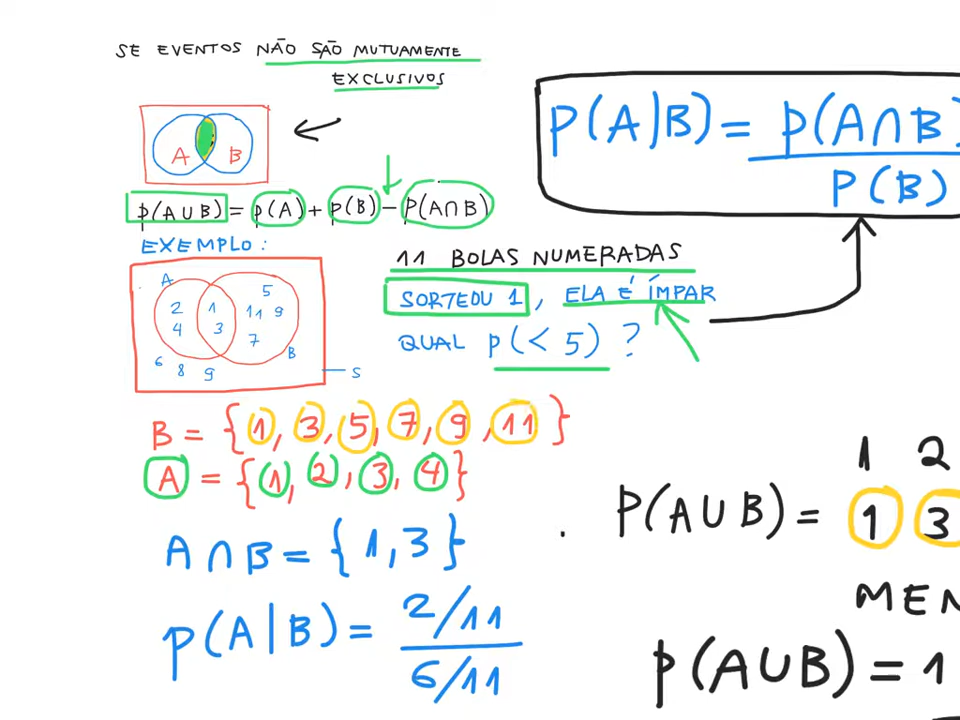 SE EVENTOS NÃO SÃO MUTUAMENTE
EXCLUSIVOS
A B
P(A∪B) = P(A) + P(B) - P(A∩B)
P(A|B) = P(A∩B)
P(B)
EXEMPLO:
11 BOLAS NUMERADAS
SORTEOU 1, ELA É ÍMPAR
QUAL P(< 5) ?
A
5
2 1 11 9
4 3
7
B
6 8 9
S
B = {1, 3, 5, 7, 9, 11}
A = {1, 2, 3, 4}
A∩B = {1, 3}
P(A|B) = 2/11
6/11
1 2
P(A∪B) = 1 3
MEN
P(A∪B) = 1